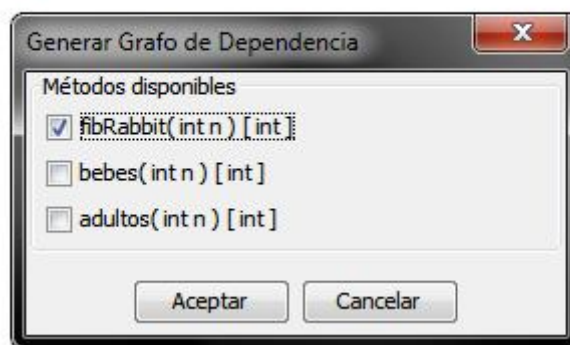 Generar Grafo de Dependencia
Métodos disponibles
fibRabbit( int n ) [ int ]
bebes( int n ) [ int ]
adultos( int n ) [ int ]
Aceptar Cancelar